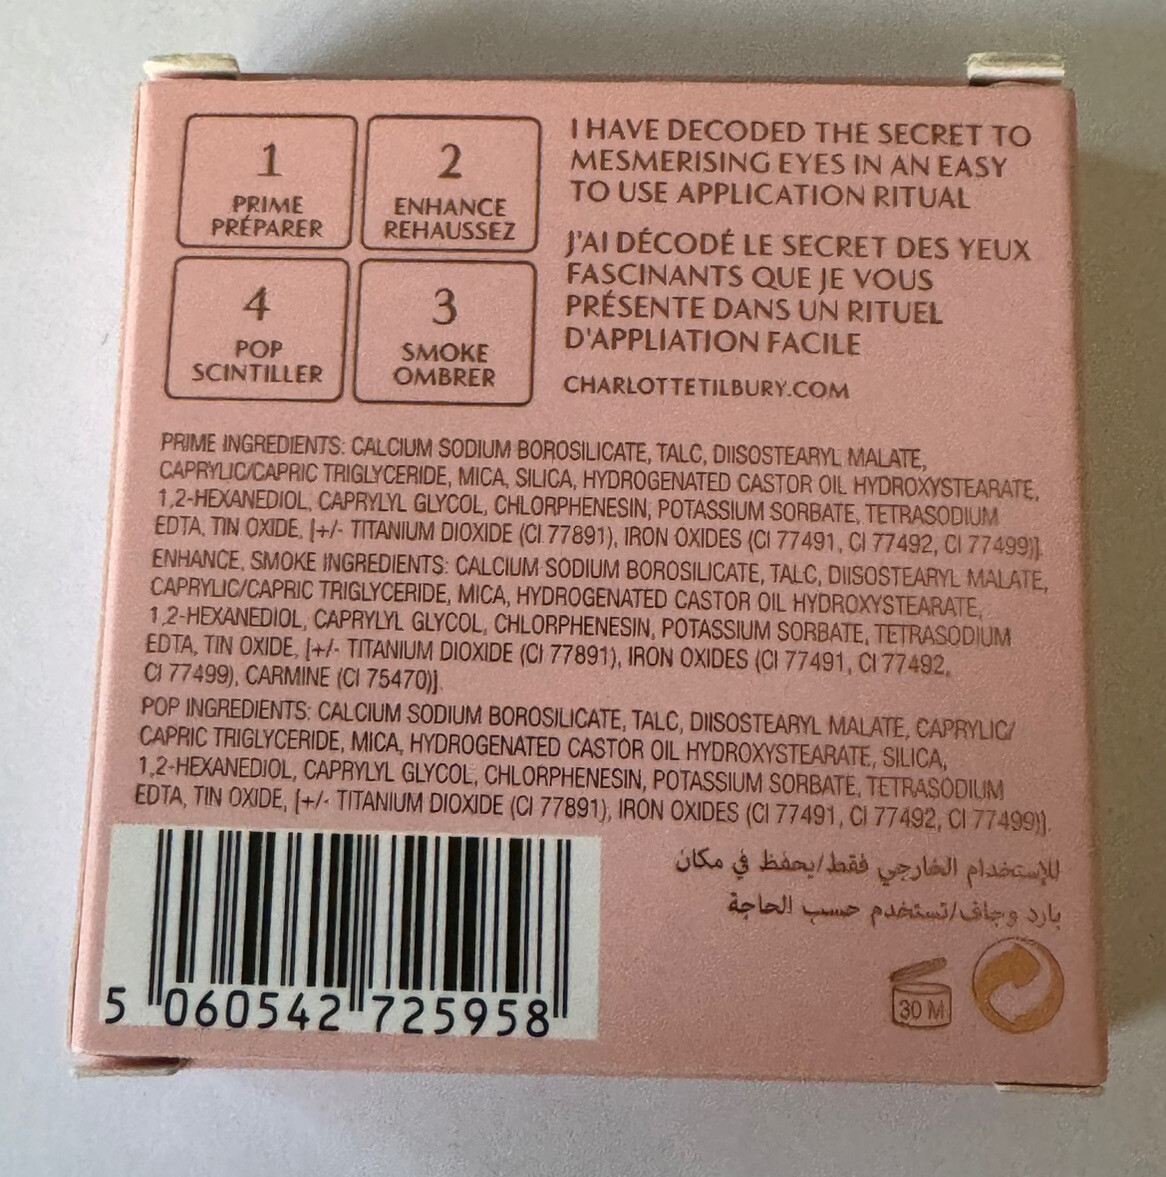 1
PRIME
PRÉPARER
2
ENHANCE
REHAUSSEZ
4
POP
SCINTILLER
3
SMOKE
OMBRER
I HAVE DECODED THE SECRET TO
MESMERISING EYES IN AN EASY
TO USE APPLICATION RITUAL
J'AI DÉCODÉ LE SECRET DES YEUX
FASCINANTS QUE JE VOUS
PRÉSENTE DANS UN RITUEL
D'APPLIATION FACILE
CHARLOTTETILBURY.COM
PRIME INGREDIENTS: CALCIUM SODIUM BOROSILICATE, TALC, DIISOSTEARYL MALATE,
CAPRYLIC/CAPRIC TRIGLYCERIDE, MICA, SILICA, HYDROGENATED CASTOR OIL HYDROXYSTEARATE,
1,2-HEXANEDIOL, CAPRYLYL GLYCOL, CHLORPHENESIN, POTASSIUM SORBATE, TETRASODIUM
EDTA, TIN OXIDE, [+/- TITANIUM DIOXIDE (CI 77891), IRON OXIDES (CI 77491, CI 77492, CI 77499)].
ENHANCE, SMOKE INGREDIENTS: CALCIUM SODIUM BOROSILICATE, TALC, DIISOSTEARYL MALATE,
CAPRYLIC/CAPRIC TRIGLYCERIDE, MICA, HYDROGENATED CASTOR OIL HYDROXYSTEARATE,
1,2-HEXANEDIOL, CAPRYLYL GLYCOL, CHLORPHENESIN, POTASSIUM SORBATE, TETRASODIUM
EDTA, TIN OXIDE, [+/- TITANIUM DIOXIDE (CI 77891), IRON OXIDES (CI 77491, CI 77492,
CI 77499), CARMINE (CI 75470)].
POP INGREDIENTS: CALCIUM SODIUM BOROSILICATE, TALC, DIISOSTEARYL MALATE, CAPRYLIC/
CAPRIC TRIGLYCERIDE, MICA, HYDROGENATED CASTOR OIL HYDROXYSTEARATE, SILICA,
1,2-HEXANEDIOL, CAPRYLYL GLYCOL, CHLORPHENESIN, POTASSIUM SORBATE, TETRASODIUM
EDTA, TIN OXIDE, [+/- TITANIUM DIOXIDE (CI 77891), IRON OXIDES (CI 77491, CI 77492, CI 77499)].
للإستخدام الخارجي فقط/يحفظ في مكان
بارد وجاف/تستخدم حسب الحاجة
5 060542 725958
30 M